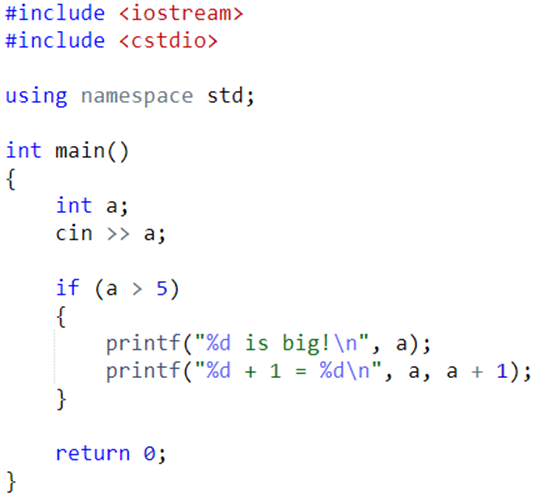 #include <iostream>
#include <cstdio>
using namespace std;
int main()
{
    int a;
    cin >> a;
    if (a > 5)
    {
        printf("%d is big!\n", a);
        printf("%d + 1 = %d\n", a, a + 1);
    }
    return 0;
}